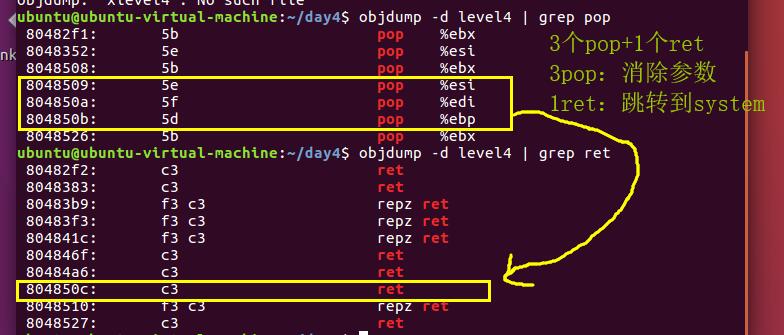 objdump: 'xlevel4': No such file
ubuntu@ubuntu-virtual-machine:~/day4$ objdump -d level4 | grep pop
80482f1: 5b pop %ebx
8048352: 5e pop %esi
8048508: 5b pop %ebx
8048509: 5e pop %esi
804850a: 5f pop %edi
804850b: 5d pop %ebp
8048526: 5b pop %ebx
3个pop+1个ret
3pop: 消除参数
1ret: 跳转到system
ubuntu@ubuntu-virtual-machine:~/day4$ objdump -d level4 | grep ret
80482f2: c3 ret
8048383: c3 ret
80483b9: f3 c3 repz ret
80483f3: f3 c3 repz ret
804841c: f3 c3 repz ret
804846f: c3 ret
80484a6: c3 ret
804850c: c3 ret
8048510: f3 c3 repz ret
8048527: c3 ret
nk